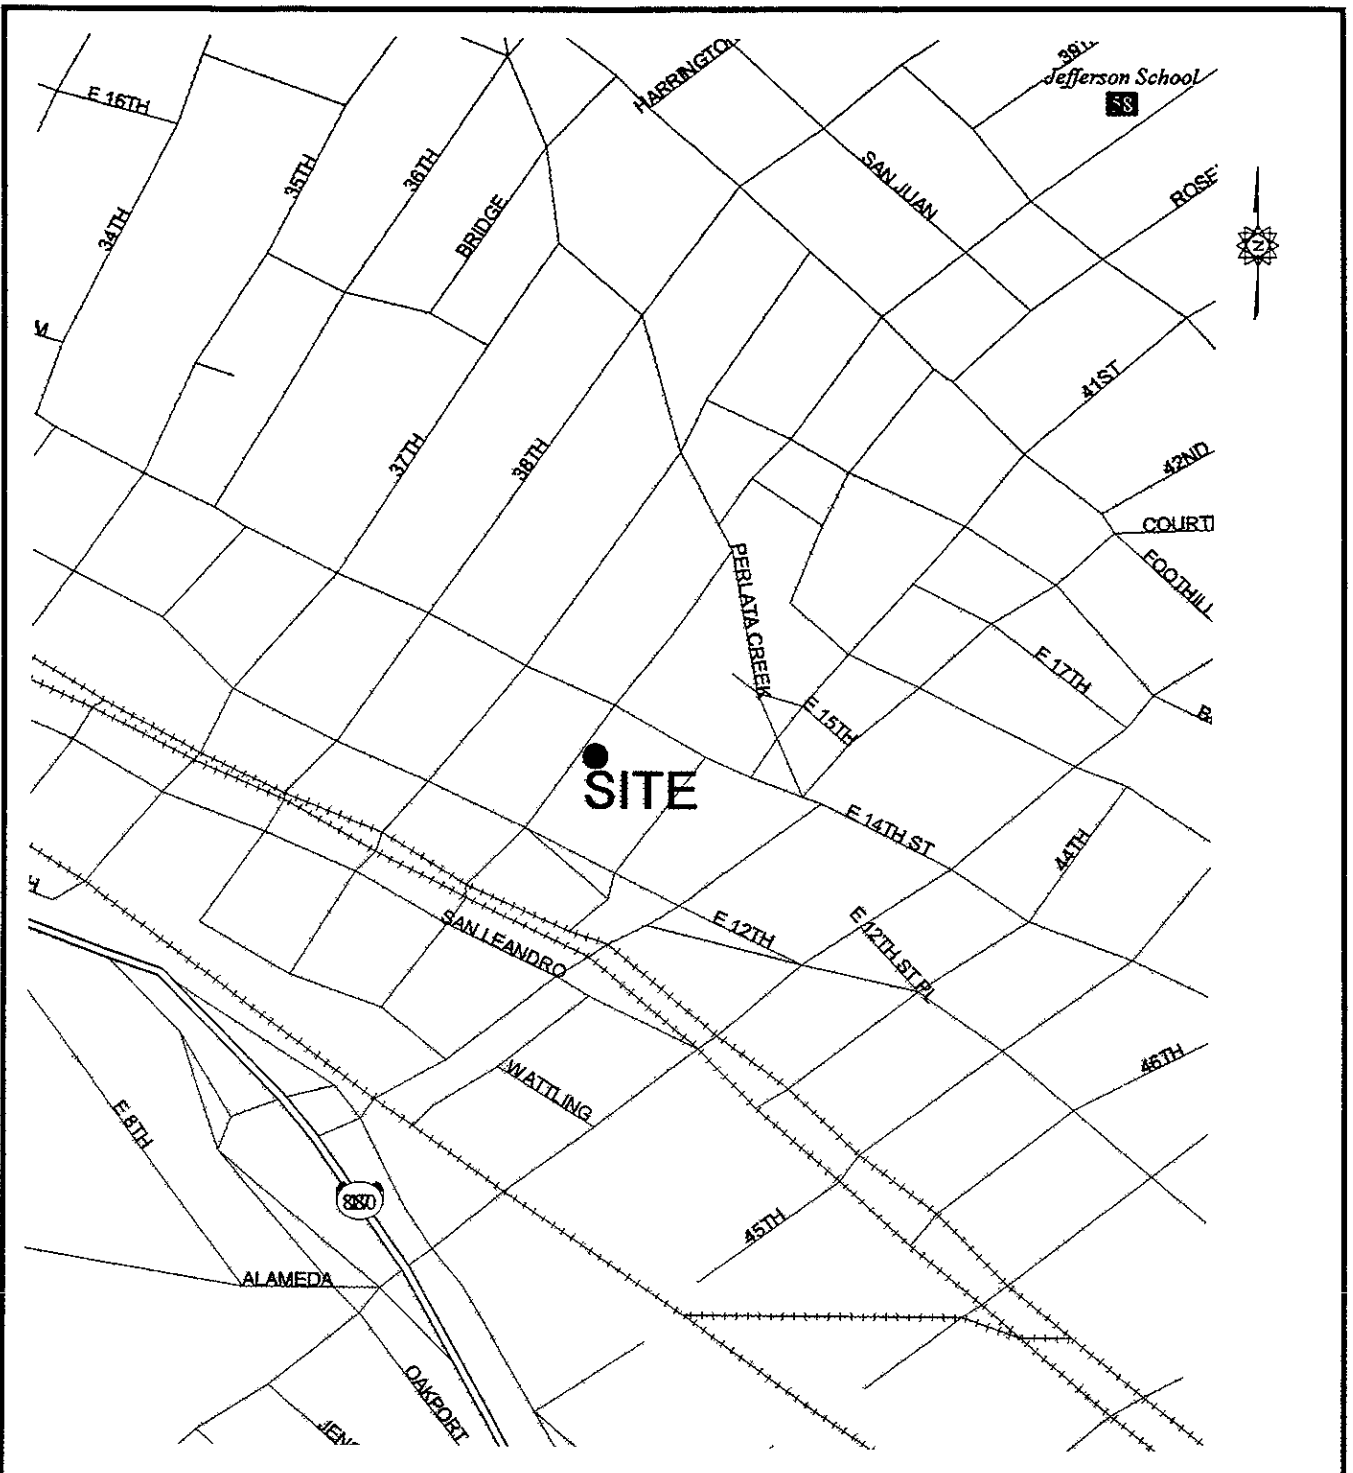 HARRINGTO
39T
Jefferson School
58
E 16TH
35TH
36TH
SAN JUAN
ROSE
34TH
BRIDGE
N
M
41ST
37TH
38TH
42ND
COURT
FOOTHILL
PERLATA CREEK
E 17TH
E 15TH
B
SITE
E 14TH ST
44TH
H
SAN LEANDRO
E 12TH
E 12TH ST PL
46TH
WATTLING
E 8TH
45TH
ALAMEDA
OAKPORT
JEN